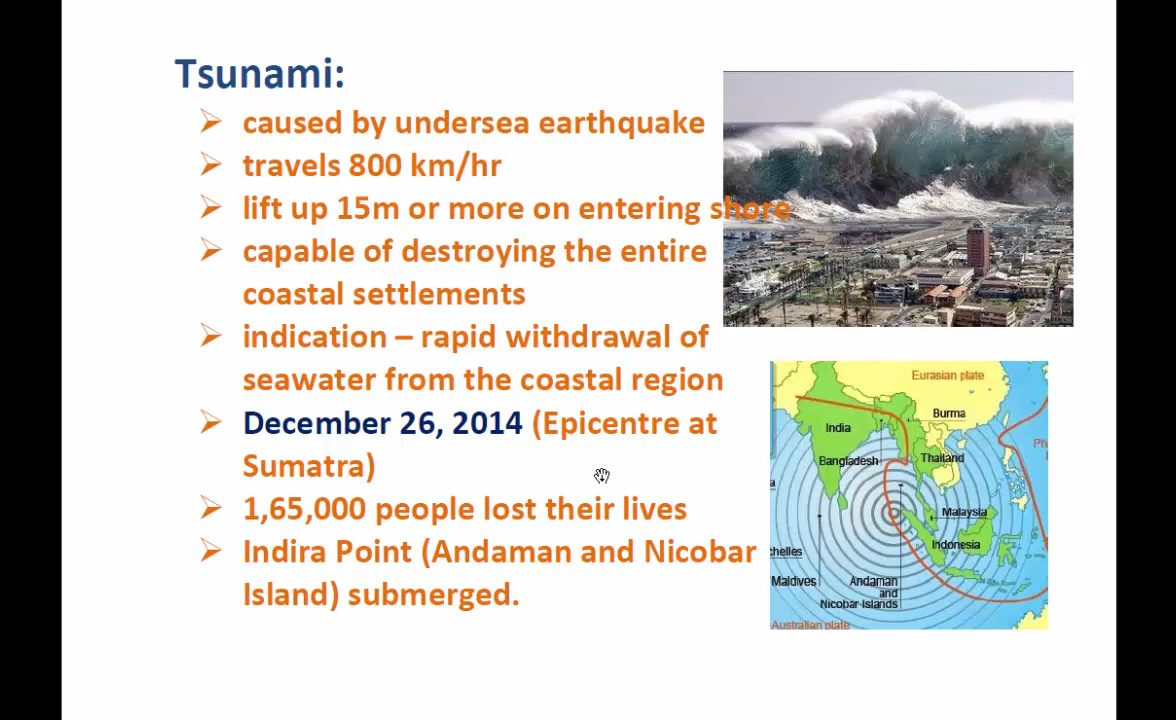 Tsunami:
➢ caused by undersea earthquake
➢ travels 800 km/hr
➢ lift up 15m or more on entering shore
➢ capable of destroying the entire
coastal settlements
➢ indication – rapid withdrawal of
seawater from the coastal region
➢ December 26, 2014 (Epicentre at
Sumatra)
➢ 1,65,000 people lost their lives
➢ Indira Point (Andaman and Nicobar
Island) submerged.
Eurasian plate
Burma
India
Ph
Bangladesh
Thailand
a
Malaysia
Indonesia
chelles
Maldives
Andaman
and
Nicobar Islands
Australian plate